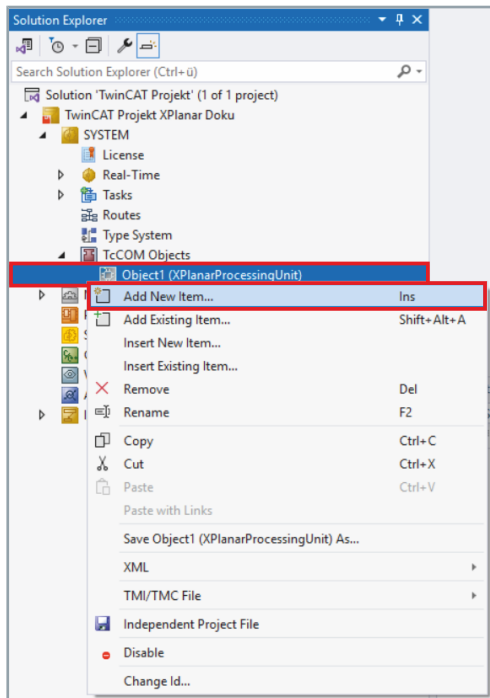 Solution Explorer
Search Solution Explorer (Ctrl+ü)
Solution 'TwinCAT Projekt' (1 of 1 project)
TwinCAT Projekt XPlanar Doku
SYSTEM
License
Real-Time
Tasks
Routes
Type System
TcCOM Objects
Object1 (XPlanarProcessingUnit)
Add New Item... Ins
Add Existing Item... Shift+Alt+A
Insert New Item...
Insert Existing Item...
Remove Del
Rename F2
Copy Ctrl+C
Cut Ctrl+X
Paste Ctrl+V
Paste with Links
Save Object1 (XPlanarProcessingUnit) As...
XML
TMI/TMC File
Independent Project File
Disable
Change Id...